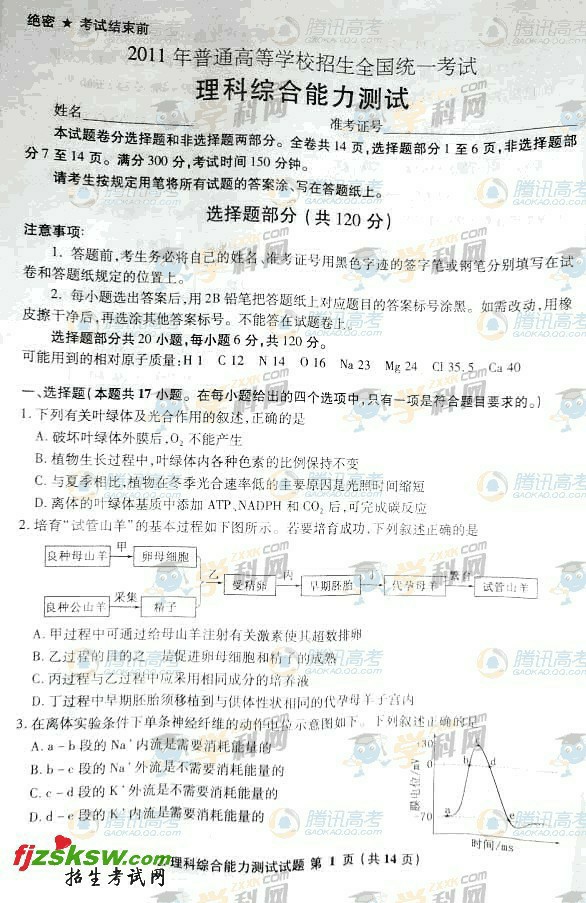 绝密 ★ 考试结束前
2011 年普通高等学校招生全国统一考试
理科综合能力测试
姓名 准考证号
本试题卷分选择题和非选择题两部分。全卷共 14 页,选择题部分 1 至 6 页,非选择题部
分 7 至 14 页。满分 300 分,考试时间 150 分钟。
请考生按规定用笔将所有试题的答案涂、写在答题纸上。
选择题部分(共 120 分)
注意事项:
1. 答题前,考生务必将自己的姓名、准考证号用黑色字迹的签字笔或钢笔分别填写在试
卷和答题纸规定的位置上。
2. 每小题选出答案后,用 2B 铅笔把答题纸上对应题目的答案标号涂黑。如需改动,用橡
皮擦干净后,再选涂其他答案标号。不能答在试题卷上。
选择题部分共 20 小题,每小题 6 分,共 120 分。
可能用到的相对原子质量:H 1 C 12 N 14 O 16 Na 23 Mg 24 Cl 35.5 Ca 40
一、选择题(本题共 17 小题。在每小题给出的四个选项中,只有一项是符合题目要求的。)
1. 下列有关叶绿体及光合作用的叙述,正确的是
A. 破坏叶绿体外膜后,O₂ 不能产生
B. 植物生长过程中,叶绿体内各种色素的比例保持不变
C. 与夏季相比,植物在冬季光合速率低的主要原因是光照时间缩短
D. 离体的叶绿体基质中添加 ATP、NADPH 和 CO₂ 后,可完成碳反应
2. 培育“试管山羊”的基本过程如下图所示。若要培育成功,下列叙述正确的是
良种母山羊 甲 卵母细胞
乙 受精卵 丙 早期胚胎 丁 代孕母羊 繁育 试管山羊
良种公山羊 采集 精子
A. 甲过程中可通过给母山羊注射有关激素使其超数排卵
B. 乙过程的目的之一是促进卵母细胞和精子的成熟
C. 丙过程与乙过程中应采用相同成分的培养液
D. 丁过程中早期胚胎须移植到与供体性状相同的代孕母羊子宫内
3. 在离体实验条件下单条神经纤维的动作电位示意图如下。下列叙述正确的是
A. a-b 段的 Na⁺ 内流是需要消耗能量的
B. b-c 段的 Na⁺ 外流是不需要消耗能量的
C. c-d 段的 K⁺ 外流是不需要消耗能量的
D. d-e 段的 K⁺ 内流是需要消耗能量的
膜电位/mV
+30
-70
a b c d e
时间/ms
理科综合能力测试试题 第 1 页(共 14 页)
fjzsksw.com
招生考试网
腾讯高考
GAOKAO.QQ.COM
学科网
ZXXK.COM